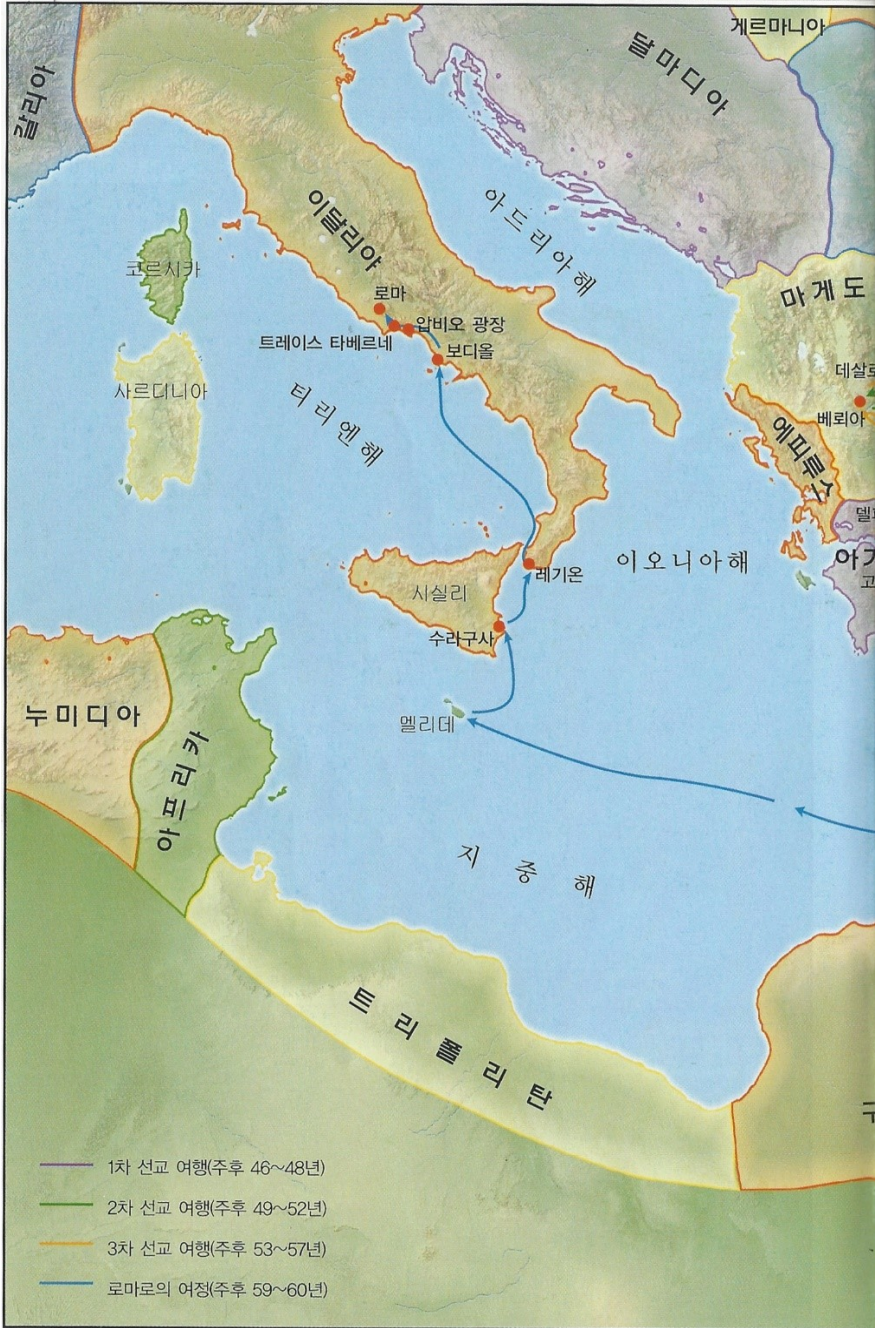 게르마니아
달마디아
갈리아
아드리아해
이달리야
코르시카
마게도
로마
압비오 광장
트레이스 타베르네
보디올
데살로
사르디니아
베뢰아
티리엔해
에피루스
델포
이오니아해
레기온
시실리
수라구사
누미디아
멜리데
아프리카
지중해
트리폴리탄
1차 선교 여행(주후 46~48년)
2차 선교 여행(주후 49~52년)
3차 선교 여행(주후 53~57년)
로마로의 여정(주후 59~60년)